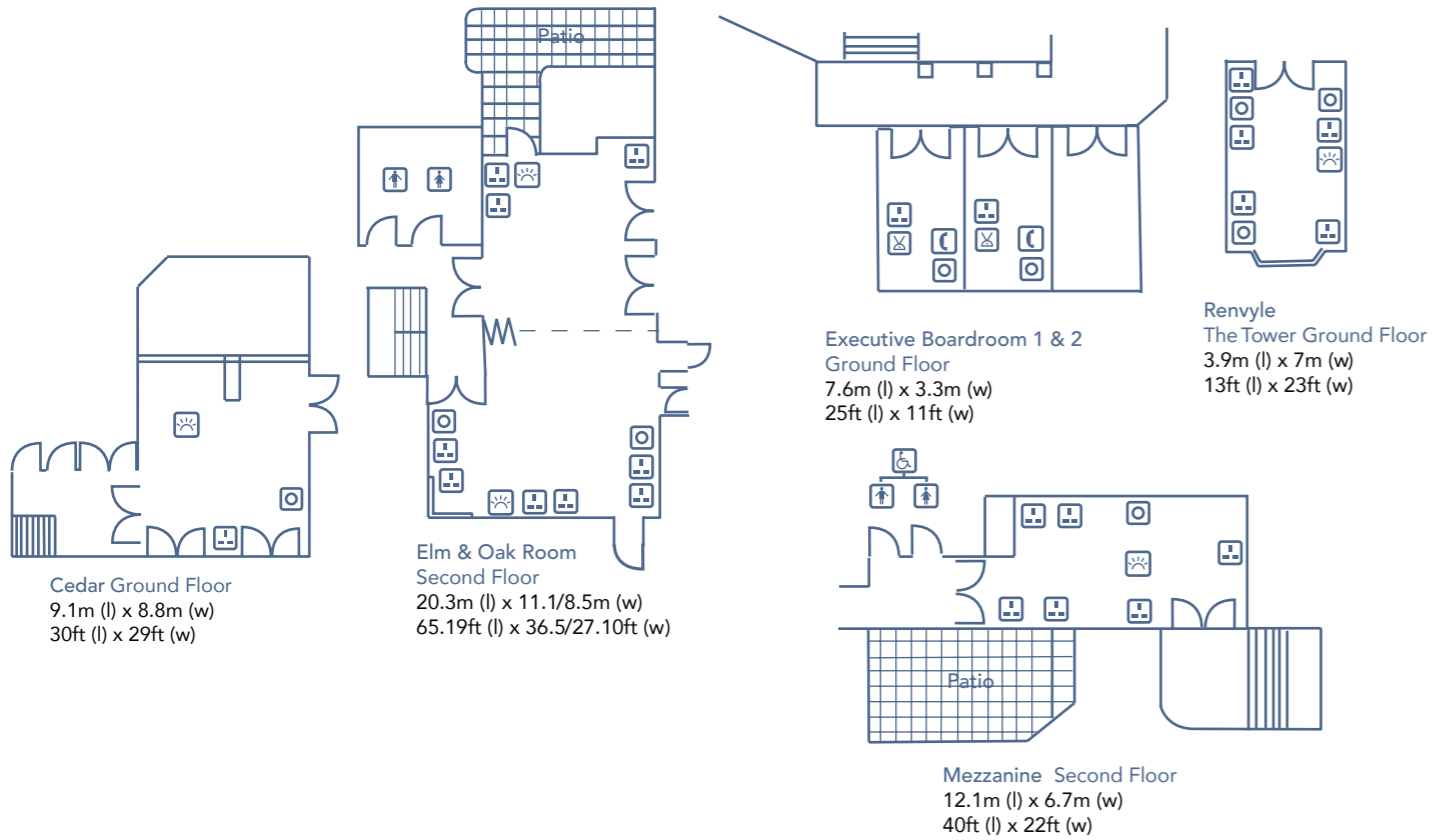 Patio
Executive Boardroom 1 & 2
Ground Floor
7.6m (l) x 3.3m (w)
25ft (l) x 11ft (w)
Renvyle
The Tower Ground Floor
3.9m (l) x 7m (w)
13ft (l) x 23ft (w)
Cedar Ground Floor
9.1m (l) x 8.8m (w)
30ft (l) x 29ft (w)
Elm & Oak Room
Second Floor
20.3m (l) x 11.1/8.5m (w)
65.19ft (l) x 36.5/27.10ft (w)
Patio
Mezzanine Second Floor
12.1m (l) x 6.7m (w)
40ft (l) x 22ft (w)